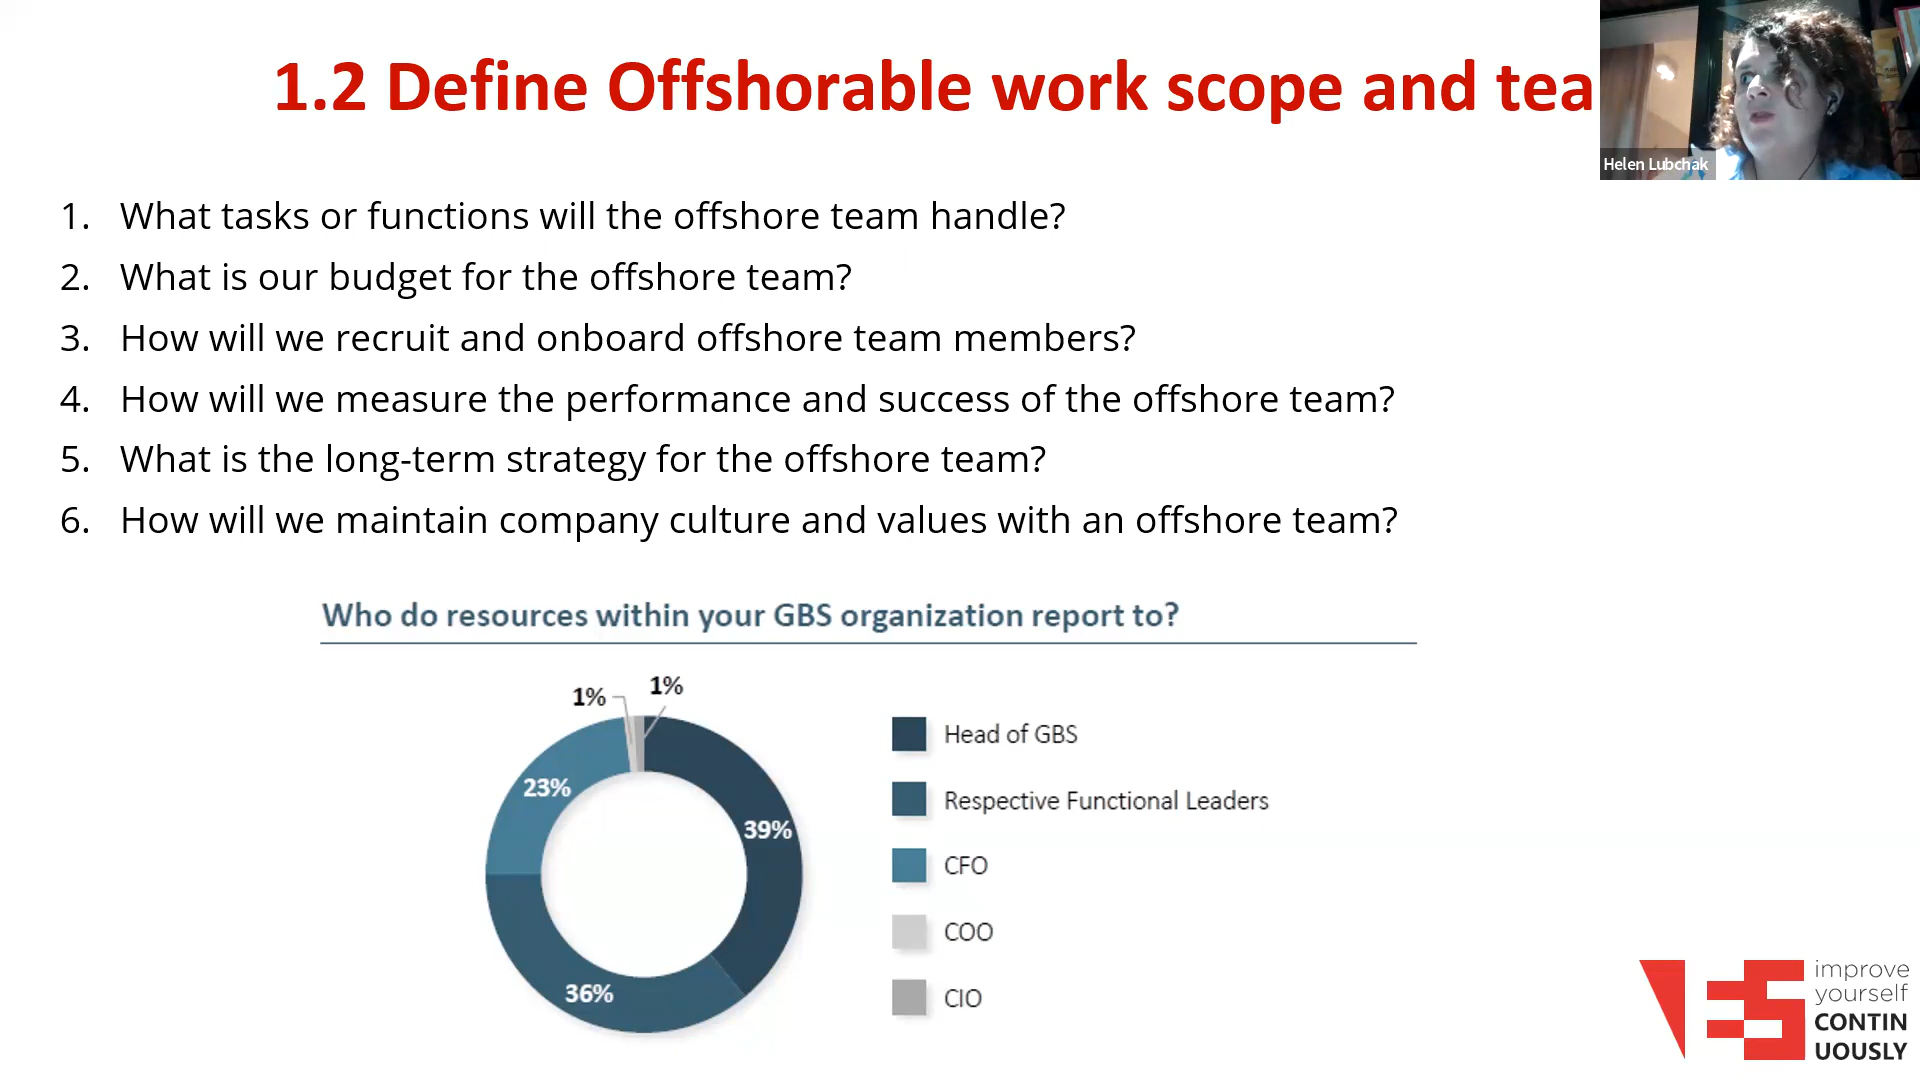 1.2 Define Offshorable work scope and tea
Helen Lubchak
1. What tasks or functions will the offshore team handle?
2. What is our budget for the offshore team?
3. How will we recruit and onboard offshore team members?
4. How will we measure the performance and success of the offshore team?
5. What is the long-term strategy for the offshore team?
6. How will we maintain company culture and values with an offshore team?
Who do resources within your GBS organization report to?
1%
1%
23%
39%
36%
Head of GBS
Respective Functional Leaders
CFO
COO
CIO
improve
yourself
CONTIN
UOUSLY